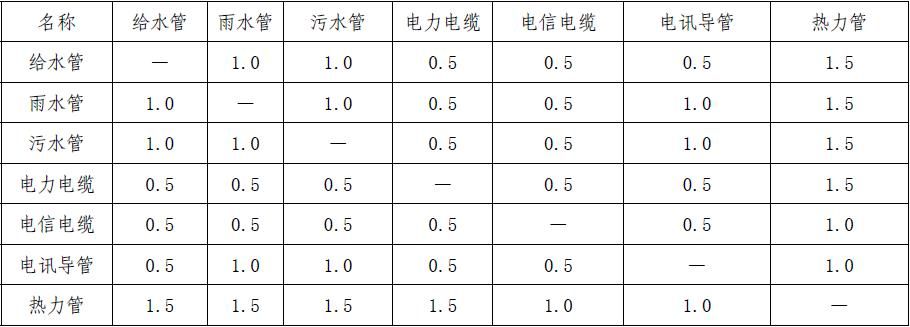 名称 给水管 雨水管 污水管 电力电缆 电信电缆 电讯导管 热力管
给水管 — 1.0 1.0 0.5 0.5 0.5 1.5
雨水管 1.0 — 1.0 0.5 0.5 1.0 1.5
污水管 1.0 1.0 — 0.5 0.5 1.0 1.5
电力电缆 0.5 0.5 0.5 — 0.5 0.5 1.5
电信电缆 0.5 0.5 0.5 0.5 — 0.5 1.0
电讯导管 0.5 1.0 1.0 0.5 0.5 — 1.0
热力管 1.5 1.5 1.5 1.5 1.0 1.0 —